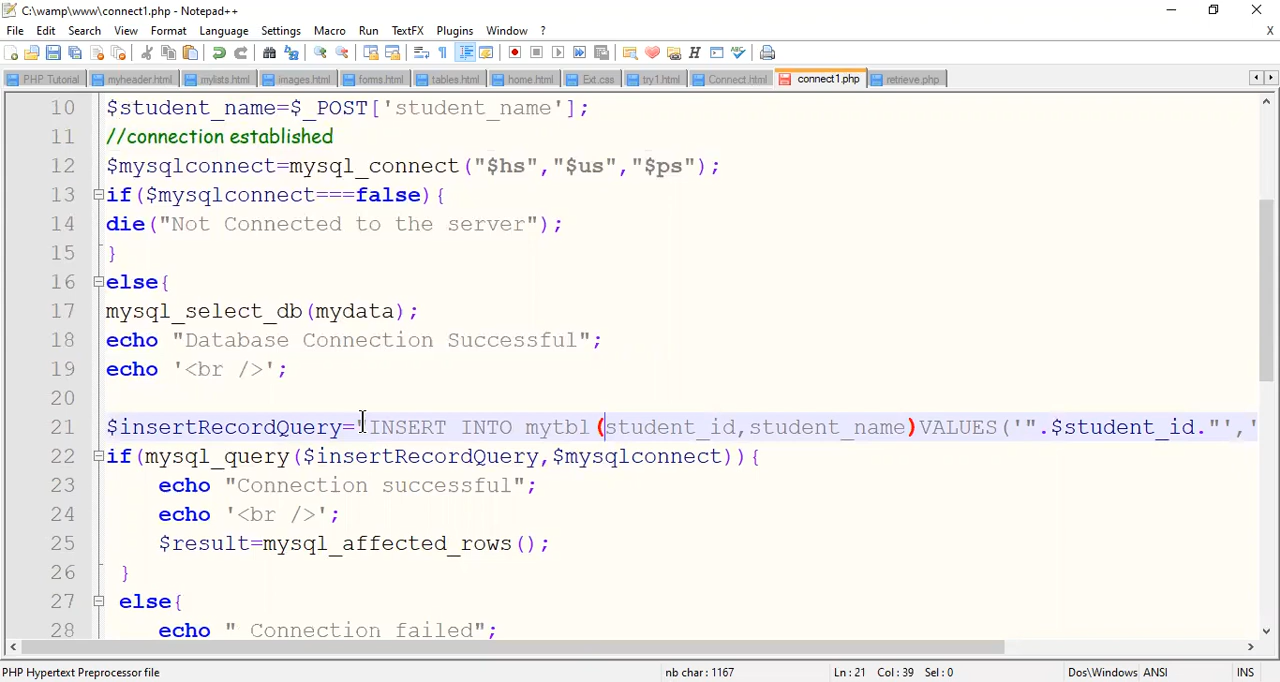 C:\wamp\www\connect1.php - Notepad++
File Edit Search View Format Language Settings Macro Run TextFX Plugins Window ? X
PHP Tutorial myheader.html mylists.html images.html forms.html tables.html home.html Ext.css try1.html Connect.html connect1.php retrieve.php
10 $student_name=$_POST['student_name'];
11 //connection established
12 $mysqlconnect=mysql_connect("$hs","$us","$ps");
13 if($mysqlconnect===false){
14 die("Not Connected to the server");
15 }
16 else{
17 mysql_select_db(mydata);
18 echo "Database Connection Successful";
19 echo '<br />';
20
21 $insertRecordQuery="INSERT INTO mytbl(student_id,student_name)VALUES('".$student_id."','
22 if(mysql_query($insertRecordQuery,$mysqlconnect)){
23 echo "Connection successful";
24 echo '<br />';
25 $result=mysql_affected_rows();
26 }
27 else{
28 echo " Connection failed";
PHP Hypertext Preprocessor file nb char : 1167 Ln : 21 Col : 39 Sel : 0 Dos\Windows ANSI INS